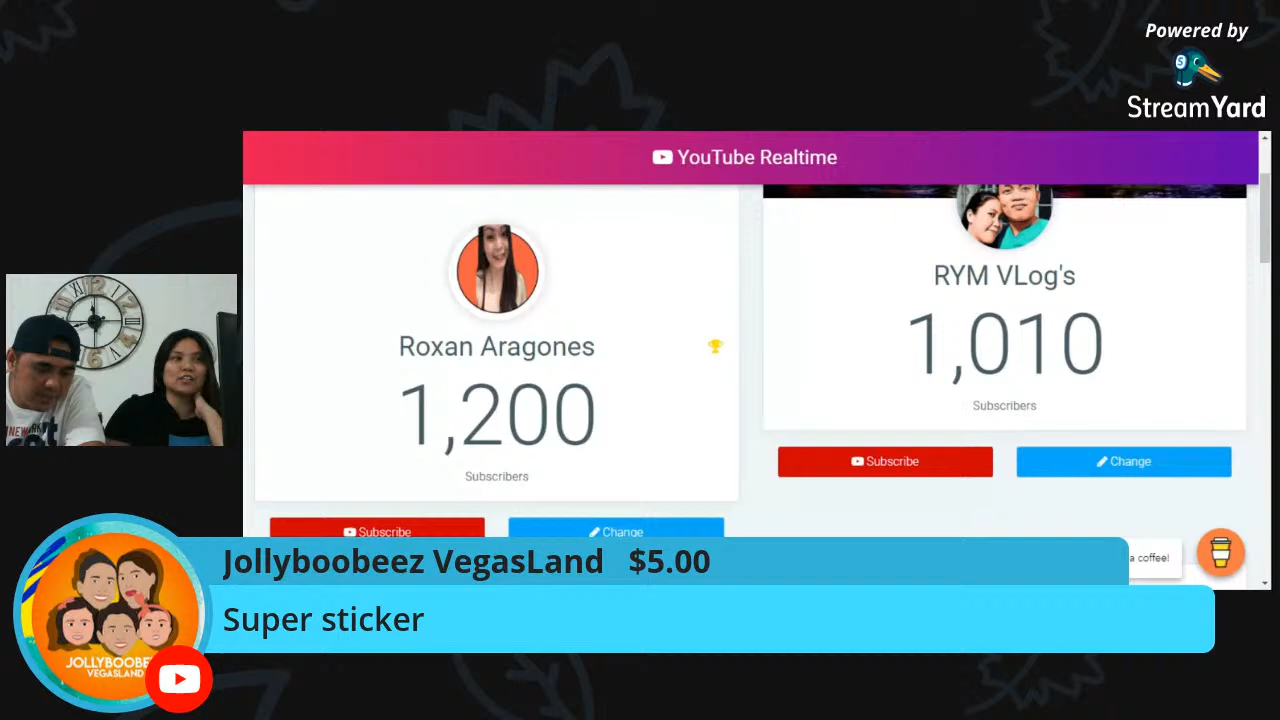 Powered by
StreamYard
YouTube Realtime
RYM VLog's
1,010
Subscribers
Subscribe
Change
Roxan Aragones
1,200
Subscribers
Subscribe
Change
a coffee!
Jollyboobeez VegasLand $5.00
Super sticker
VEGASLAND